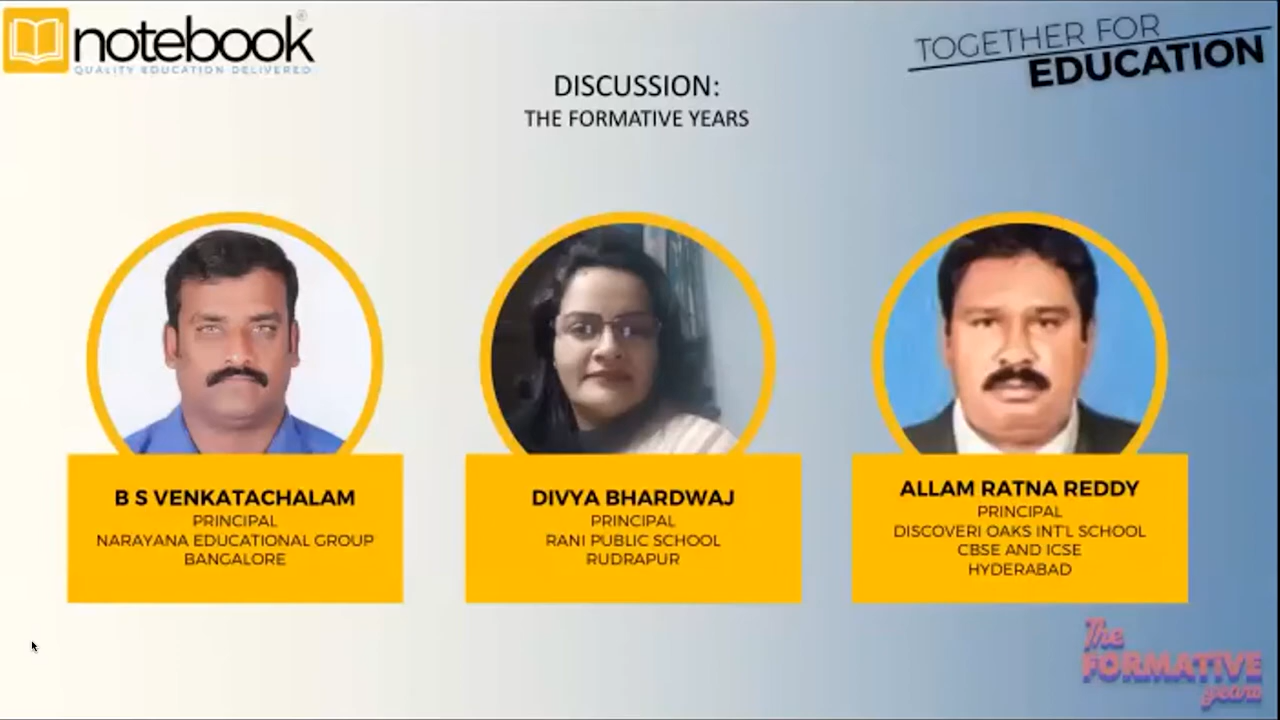 notebook®
QUALITY EDUCATION DELIVERED
TOGETHER FOR
EDUCATION
DISCUSSION:
THE FORMATIVE YEARS
B S VENKATACHALAM
PRINCIPAL
NARAYANA EDUCATIONAL GROUP
BANGALORE
DIVYA BHARDWAJ
PRINCIPAL
RANI PUBLIC SCHOOL
RUDRAPUR
ALLAM RATNA REDDY
PRINCIPAL
DISCOVERI OAKS INT'L SCHOOL
CBSE AND ICSE
HYDERABAD
The
FORMATIVE
years